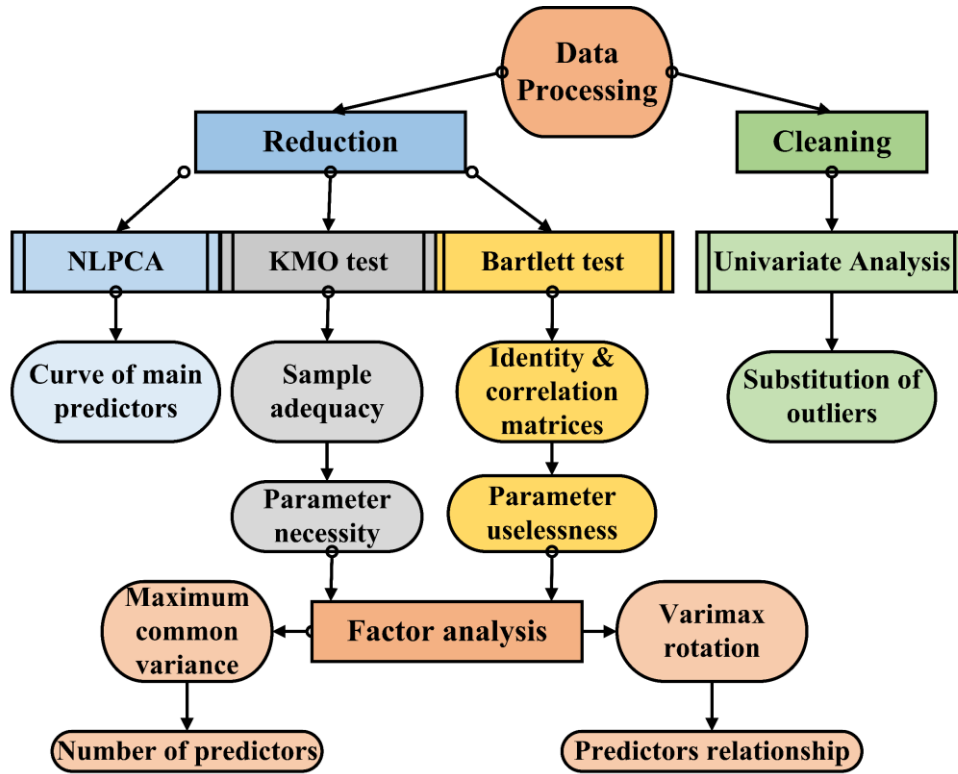 Data
Processing
Reduction
Cleaning
NLPCA
KMO test
Bartlett test
Univariate Analysis
Curve of main
predictors
Sample
adequacy
Identity &
correlation
matrices
Substitution of
outliers
Parameter
necessity
Parameter
uselessness
Maximum
common
variance
Factor analysis
Varimax
rotation
Number of predictors
Predictors relationship